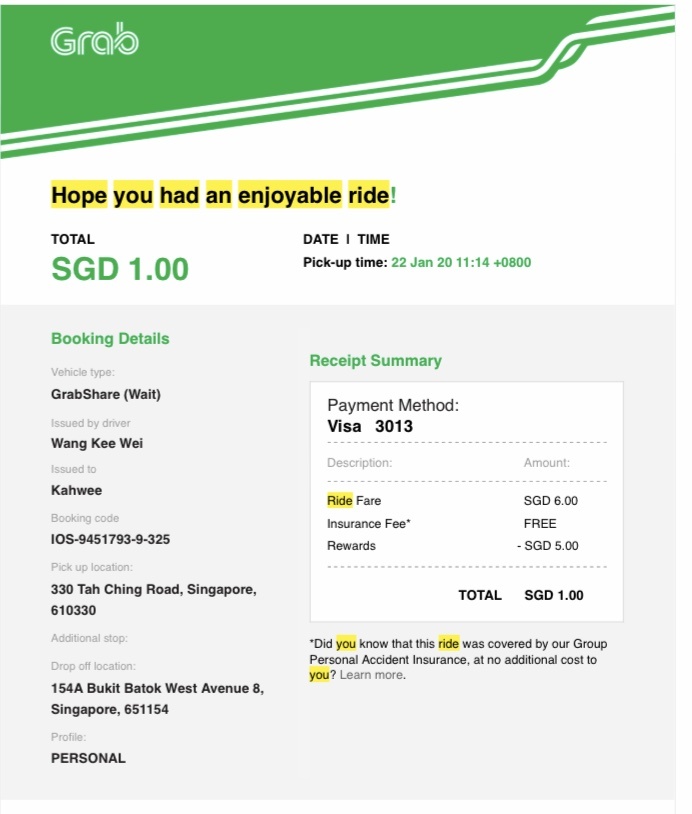 Grab
Hope you had an enjoyable ride!
TOTAL
SGD 1.00
DATE | TIME
Pick-up time: 22 Jan 20 11:14 +0800
Booking Details
Vehicle type:
GrabShare (Wait)
Issued by driver
Wang Kee Wei
Issued to
Kahwee
Booking code
IOS-9451793-9-325
Pick up location:
330 Tah Ching Road, Singapore,
610330
Additional stop:
Drop off location:
154A Bukit Batok West Avenue 8,
Singapore, 651154
Profile:
PERSONAL
Receipt Summary
Payment Method:
Visa 3013
Description: Amount:
Ride Fare SGD 6.00
Insurance Fee* FREE
Rewards - SGD 5.00
TOTAL SGD 1.00
*Did you know that this ride was covered by our Group
Personal Accident Insurance, at no additional cost to
you? Learn more.